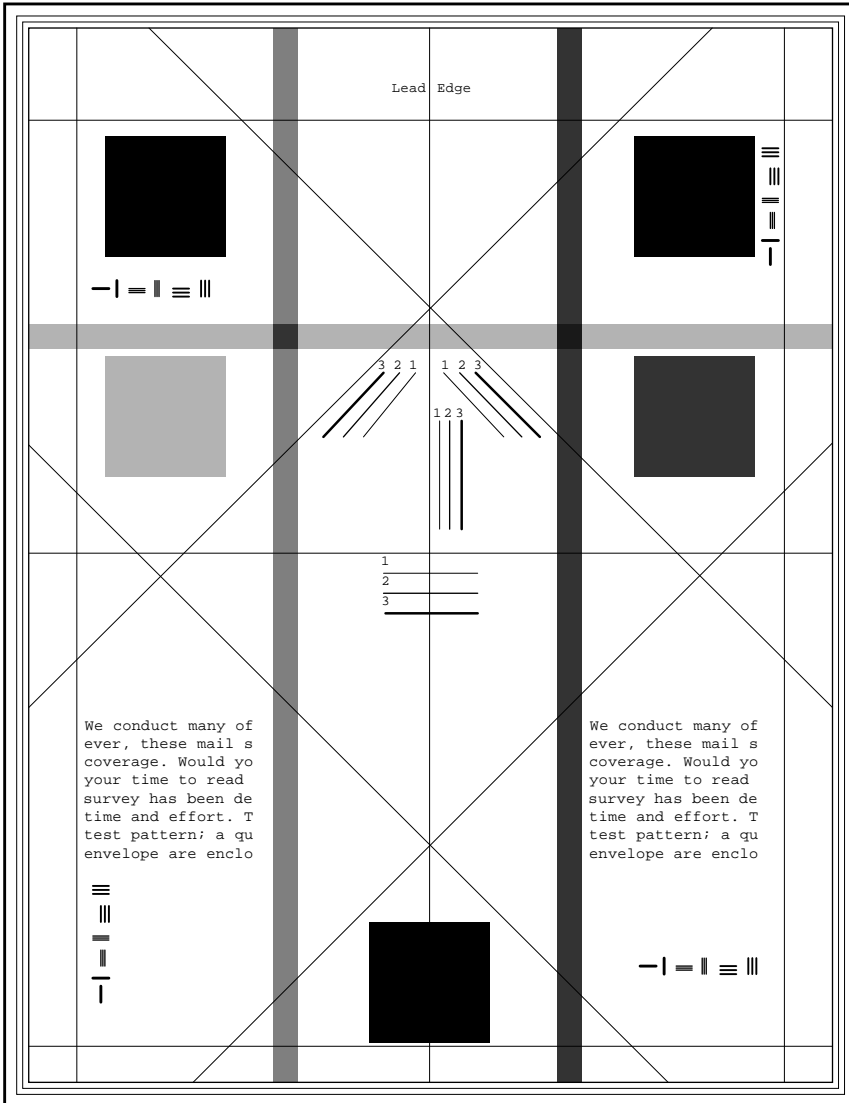 Lead Edge
3 2 1
1 2 3
1 2 3
1
2
3
We conduct many of
ever, these mail s
coverage. Would yo
your time to read
survey has been de
time and effort. T
test pattern; a qu
envelope are enclo
We conduct many of
ever, these mail s
coverage. Would yo
your time to read
survey has been de
time and effort. T
test pattern; a qu
envelope are enclo